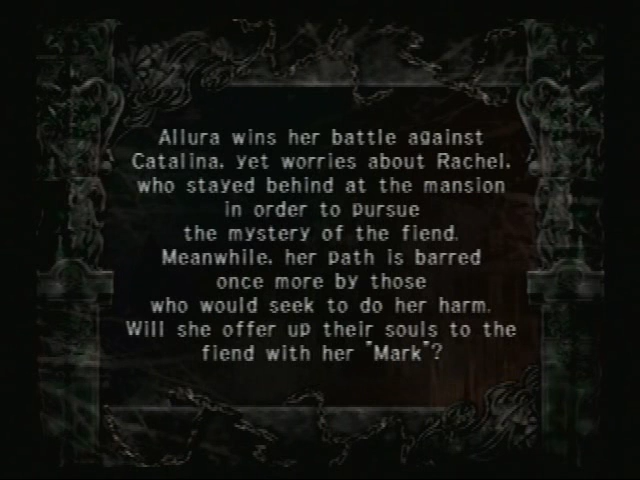 Allura wins her battle against
Catalina, yet worries about Rachel,
who stayed behind at the mansion
in order to pursue
the mystery of the fiend.
Meanwhile, her path is barred
once more by those
who would seek to do her harm.
Will she offer up their souls to the
fiend with her "Mark"?